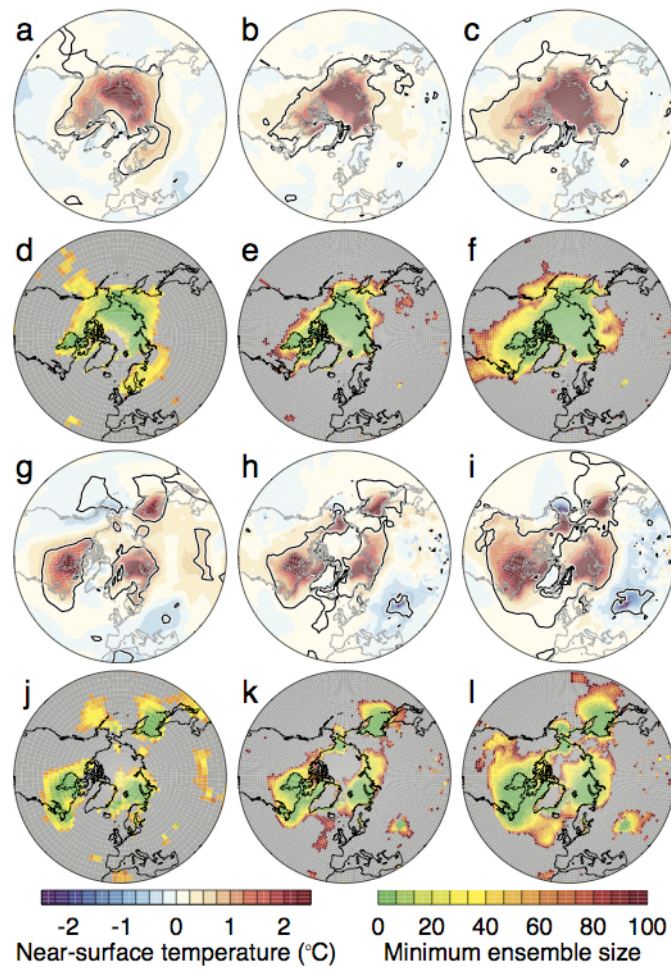 a b c
d e f
g h i
j k l
-2 -1 0 1 2 0 20 40 60 80 100
Near-surface temperature (°C) Minimum ensemble size